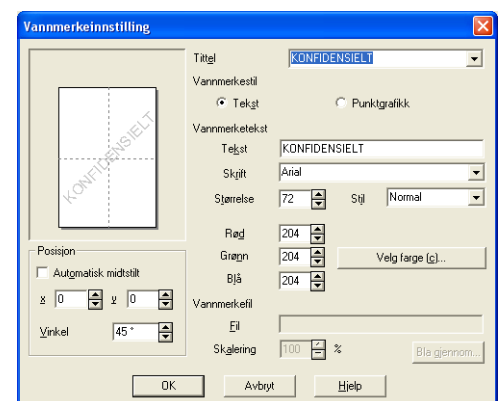 Vannmerkeinnstilling
KONFIDENSIELT
Tittel KONFIDENSIELT
Vannmerkestil
Tekst Punktgrafikk
Vannmerketekst
Tekst KONFIDENSIELT
Skrift Arial
Størrelse 72 Stil Normal
Rød 204
Grønn 204 Velg farge (c)...
Blå 204
Posisjon
Automatisk midtstilt
x 0 y 0
Vinkel 45 °
Vannmerkefil
Fil
Skalering 100 % Bla gjennom...
OK Avbryt Hjelp